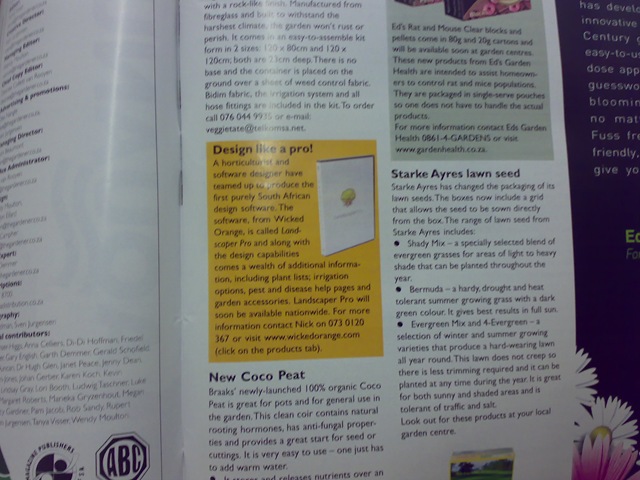 with a rock-like finish. Manufactured from
fibreglass and built to withstand the
harshest climate, the garden won't rust or
perish. It comes in an easy-to-assemble kit
form in 2 sizes: 120 x 80cm and 120 x
120cm; both are 23cm deep. There is no
base and the container is placed on the
ground over a sheet of weed control fabric.
Bidim fabric, the irrigation system and all
hose fittings are included in the kit. To order
call 076 044 9935 or e-mail:
veggietate@telkomsa.net.
Design like a pro!
A horticulturist and
software designer have
teamed up to produce the
first purely South African
design software. The
software, from Wicked
Orange, is called Land-
scaper Pro and along with
the design capabilities
comes a wealth of additional informa-
tion, including plant lists; irrigation
options, pest and disease help pages and
garden accessories. Landscaper Pro will
soon be available nationwide. For more
information contact Nick on 073 0120
367 or visit www.wickedorange.com
(click on the products tab).
New Coco Peat
Braaks' newly-launched 100% organic Coco
Peat is great for pots and for general use in
the garden. This clean coir contains natural
rooting hormones, has anti-fungal proper-
ties and provides a great start for seed or
cuttings. It is very easy to use – one just has
to add warm water.
It stores and releases nutrients over an
Ed's Rat and Mouse Clear blocks and
pellets come in 80g and 20g cartons and
will be available soon at garden centres.
These new products from Ed's Garden
Health are intended to assist homeown-
ers to control rat and mice populations.
They are packaged in single-serve pouches
so one does not have to handle the actual
products.
For more information contact Eds Garden
Health 0861-4-GARDENS or visit
www.gardenhealth.co.za.
Starke Ayres lawn seed
Starke Ayres has changed the packaging of its
lawn seeds. The boxes now include a grid
that allows the seed to be sown directly
from the box. The range of lawn seed from
Starke Ayres includes:
● Shady Mix – a specially selected blend of
evergreen grasses for areas of light to heavy
shade that can be planted throughout the
year.
● Bermuda – a hardy, drought and heat
tolerant summer growing grass with a dark
green colour. It gives best results in full sun.
● Evergreen Mix and 4-Evergreen – a
selection of winter and summer growing
varieties that produce a hard-wearing lawn
all year round. This lawn does not creep so
there is less trimming required and it can be
planted at any time during the year. It is great
for both sunny and shaded areas and is
tolerant of traffic and salt.
Look out for these products at your local
garden centre.
has develo
innovative
Century
easy-to-us
dose app
guesswo
bloomin
no mat
Fuss fr
friendly,
give yo
ABC